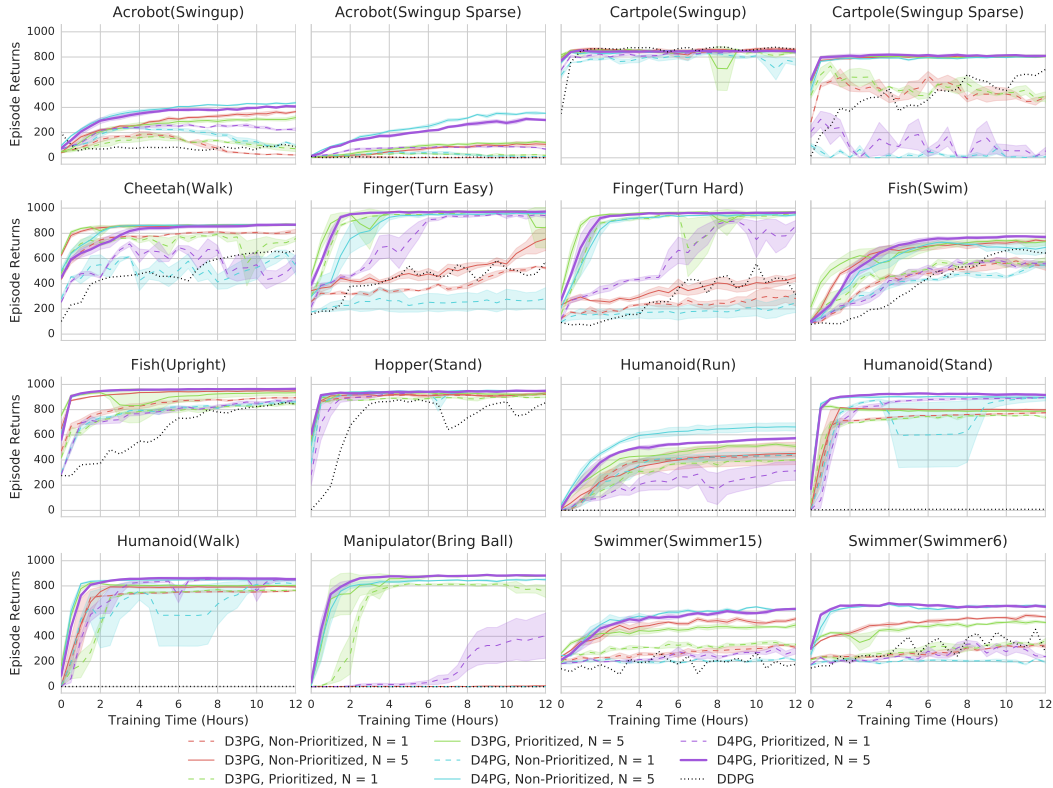 Acrobot(Swingup) Acrobot(Swingup Sparse) Cartpole(Swingup) Cartpole(Swingup Sparse)
Episode Returns
1000
800
600
400
200
0
Cheetah(Walk) Finger(Turn Easy) Finger(Turn Hard) Fish(Swim)
Episode Returns
1000
800
600
400
200
0
Fish(Upright) Hopper(Stand) Humanoid(Run) Humanoid(Stand)
Episode Returns
1000
800
600
400
200
0
Humanoid(Walk) Manipulator(Bring Ball) Swimmer(Swimmer15) Swimmer(Swimmer6)
Episode Returns
1000
800
600
400
200
0
0 2 4 6 8 10 12 0 2 4 6 8 10 12 0 2 4 6 8 10 12 0 2 4 6 8 10 12
Training Time (Hours) Training Time (Hours) Training Time (Hours) Training Time (Hours)
D3PG, Non-Prioritized, N = 1 D3PG, Prioritized, N = 5 D4PG, Prioritized, N = 1
D3PG, Non-Prioritized, N = 5 D4PG, Non-Prioritized, N = 1 D4PG, Prioritized, N = 5
D3PG, Prioritized, N = 1 D4PG, Non-Prioritized, N = 5 DDPG